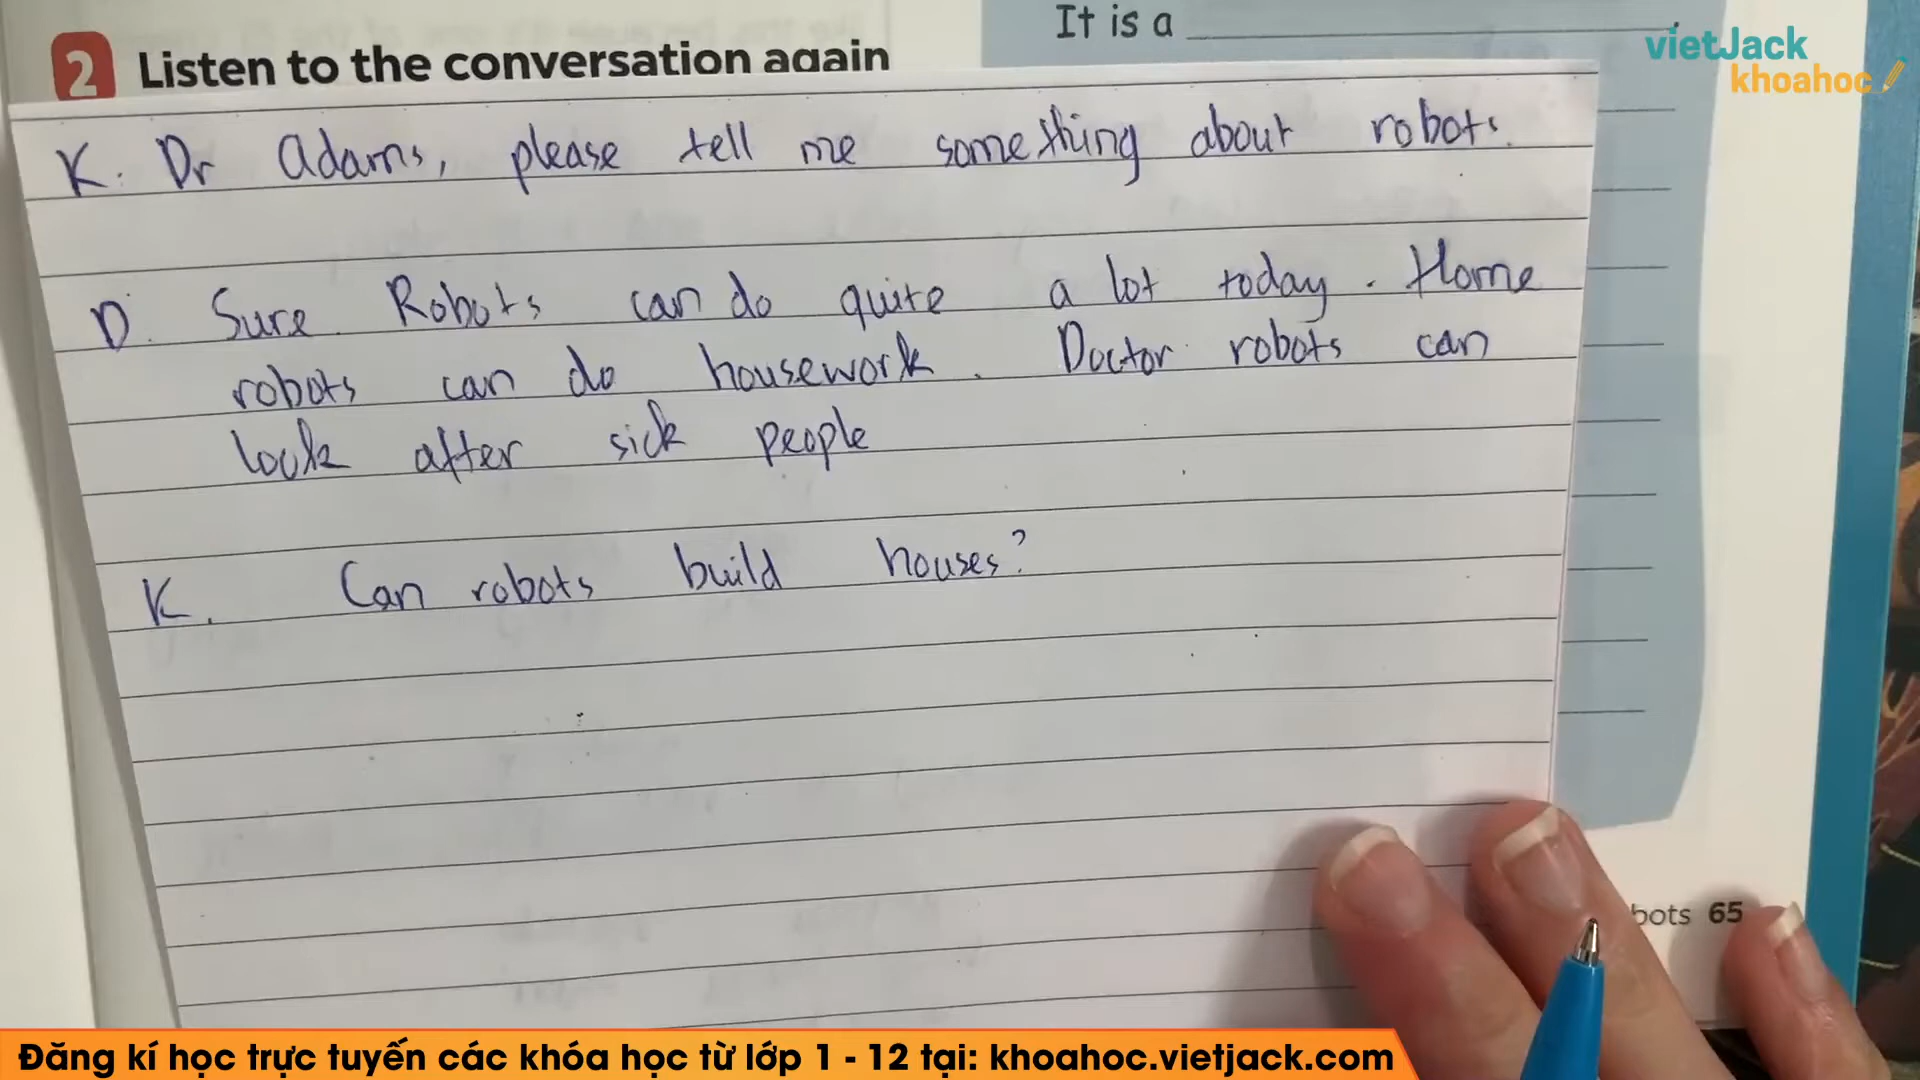 It is a
vietJack
khoahoc
2 Listen to the conversation again
K. Dr Adams, please tell me something about robots.
D. Sure. Robots can do quite a lot today. Home
robots can do housework. Doctor robots can
look after sick people
K. Can robots build houses?
bots 65
Đăng kí học trực tuyến các khóa học từ lớp 1 - 12 tại: khoahoc.vietjack.com